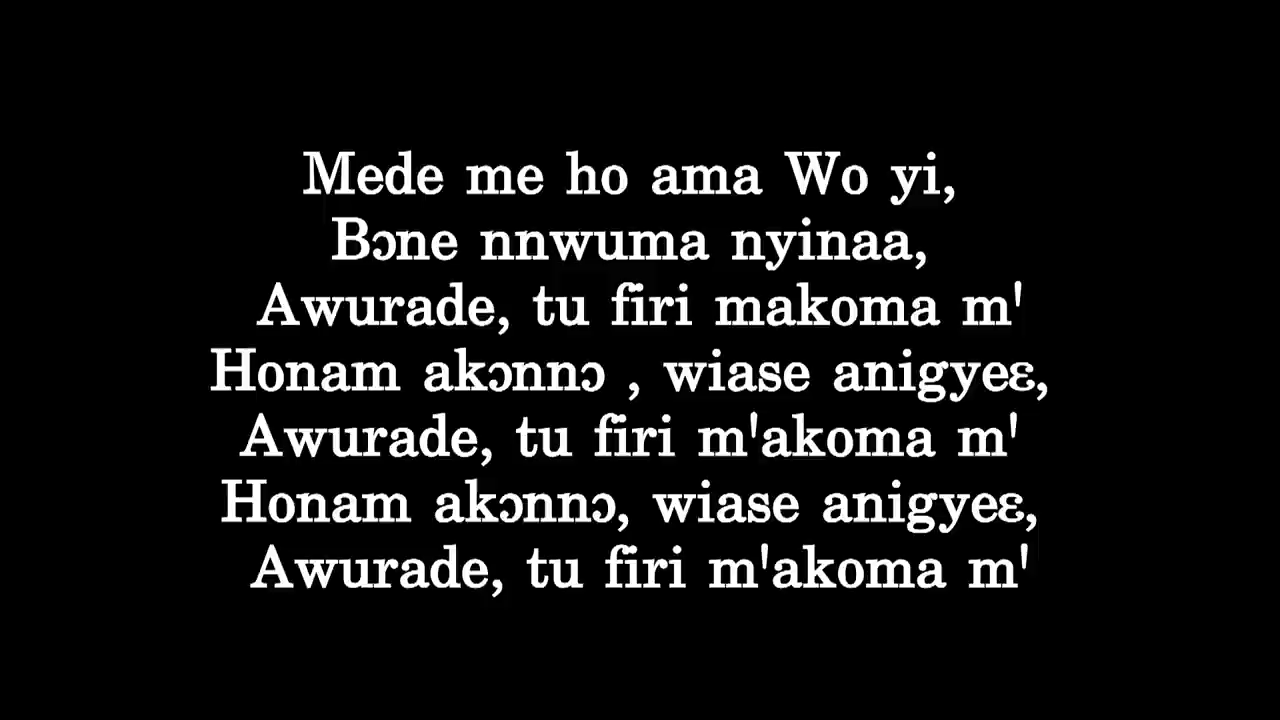 Mede me ho ama Wo yi,
Bɔne nnwuma nyinaa,
Awurade, tu firi makoma m'
Honam akɔnnɔ , wiase anigyeɛ,
Awurade, tu firi m'akoma m'
Honam akɔnnɔ, wiase anigyeɛ,
Awurade, tu firi m'akoma m'